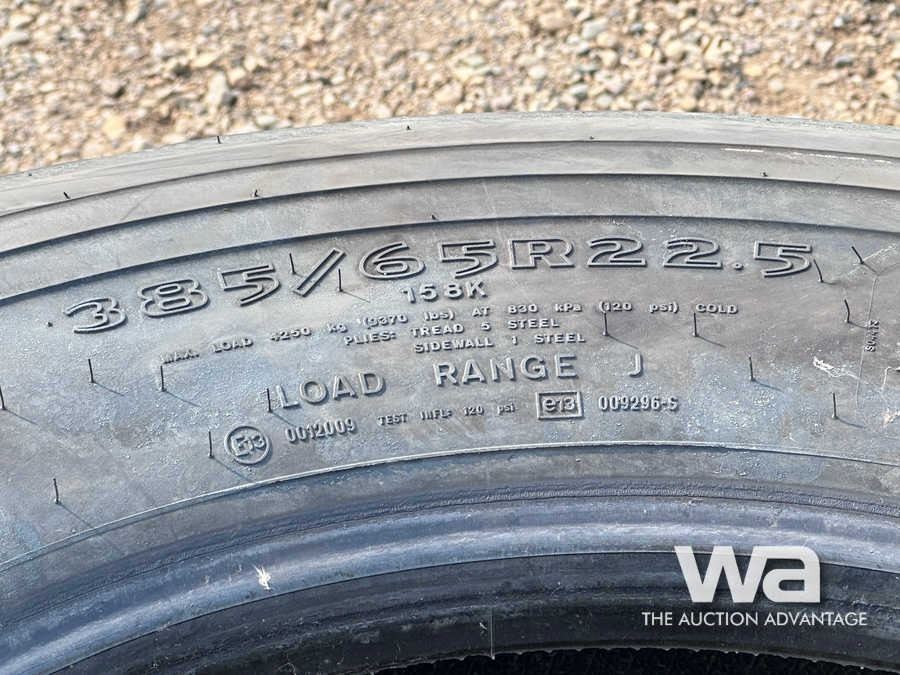 385/65R22.5
158K
MAX. LOAD 4250 kg (9370 lbs) AT 830 kPa (120 psi) COLD
PLIES: TREAD 5 STEEL
SIDEWALL 1 STEEL
LOAD RANGE J
E13 0012009 TEST INFL: 120 psi e13 009296-S
wa
THE AUCTION ADVANTAGE